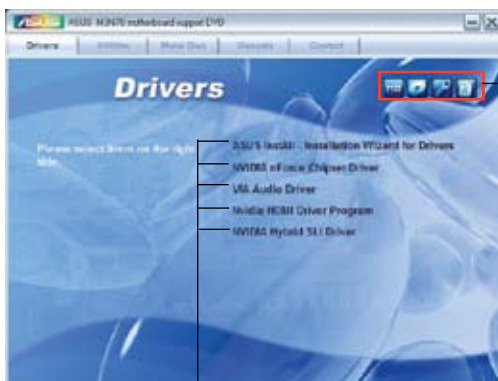 ASUS M3N78 motherboard support DVD
Drivers Utilities Make Disk Manuals Contact
Drivers
Please select items on the right
side.
ASUS InstAll - Installation Wizard for Drivers
NVIDIA nForce Chipset Driver
VIA Audio Driver
Nvidia HDMI Driver Program
NVIDIA Hybrid SLI Driver